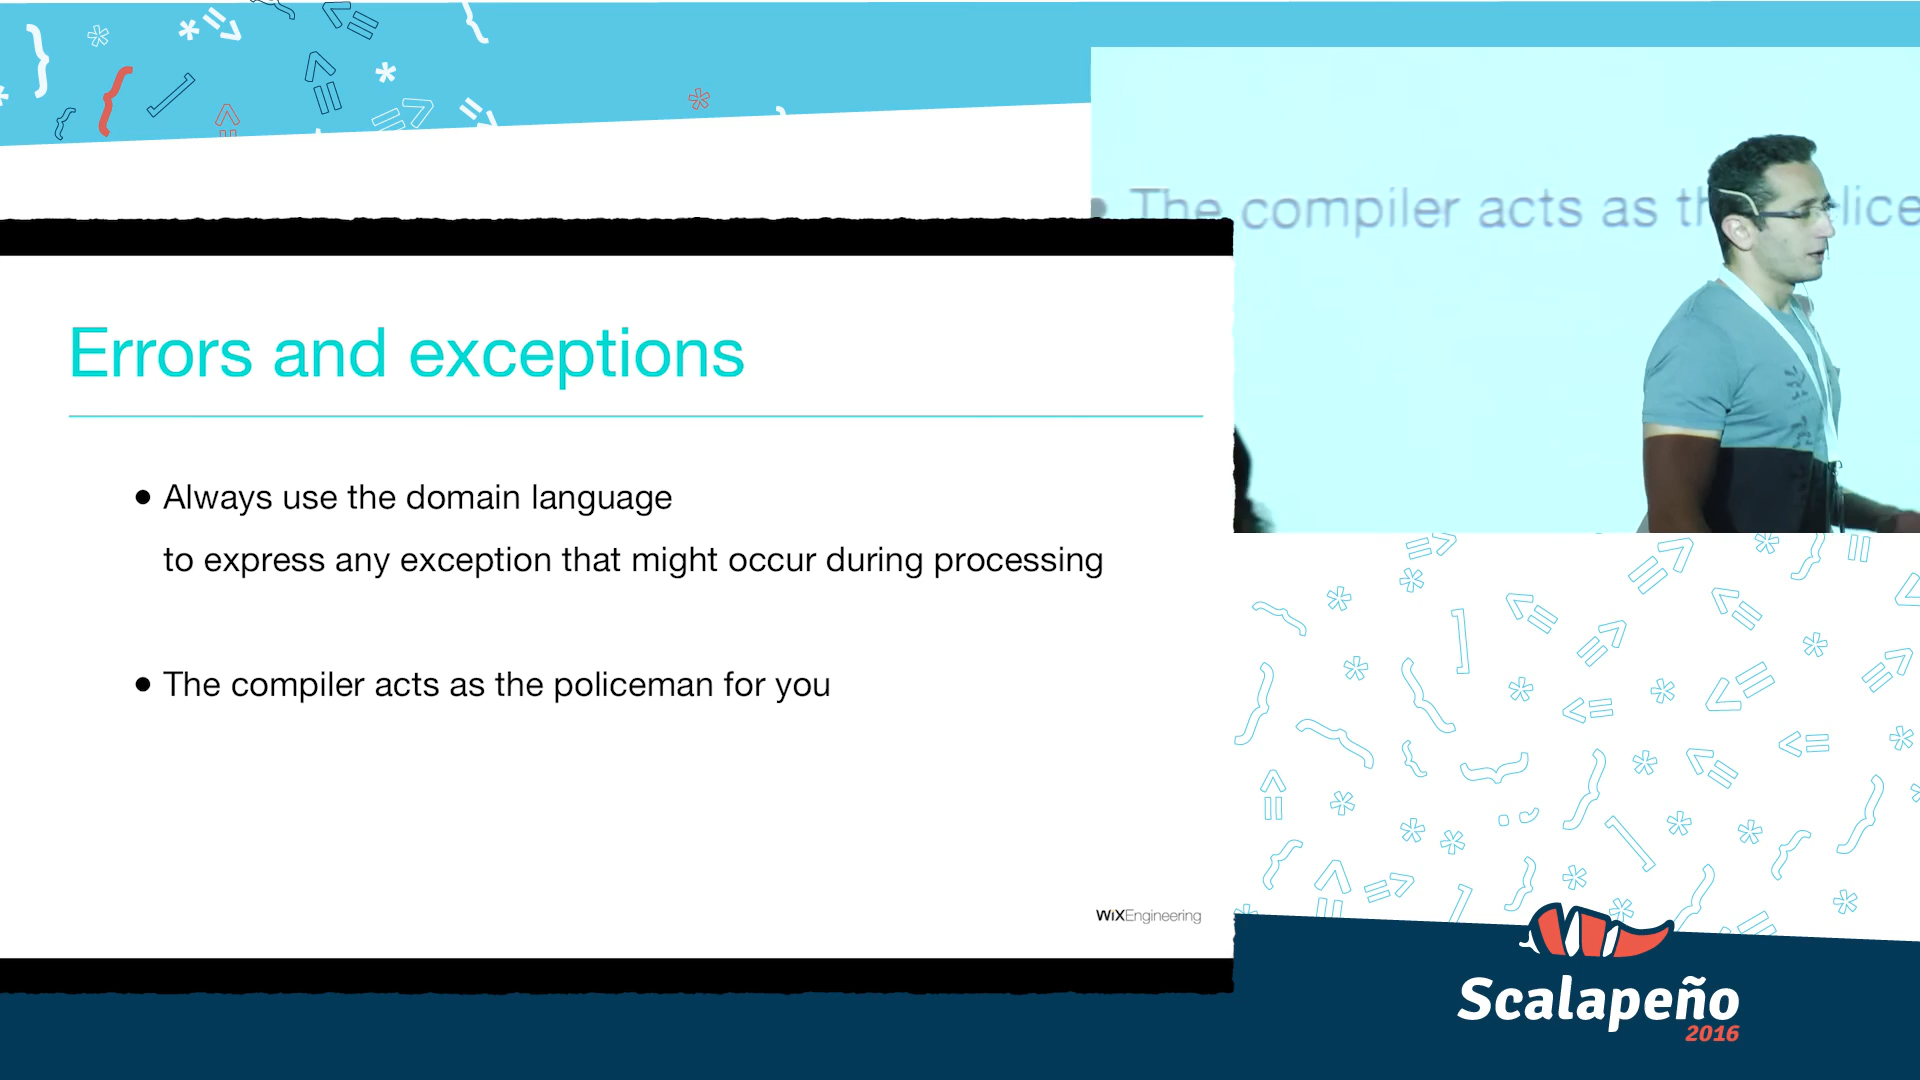 The compiler acts as th lice
Errors and exceptions
• Always use the domain language
to express any exception that might occur during processing
• The compiler acts as the policeman for you
WiXEngineering
Scalapeño
2016